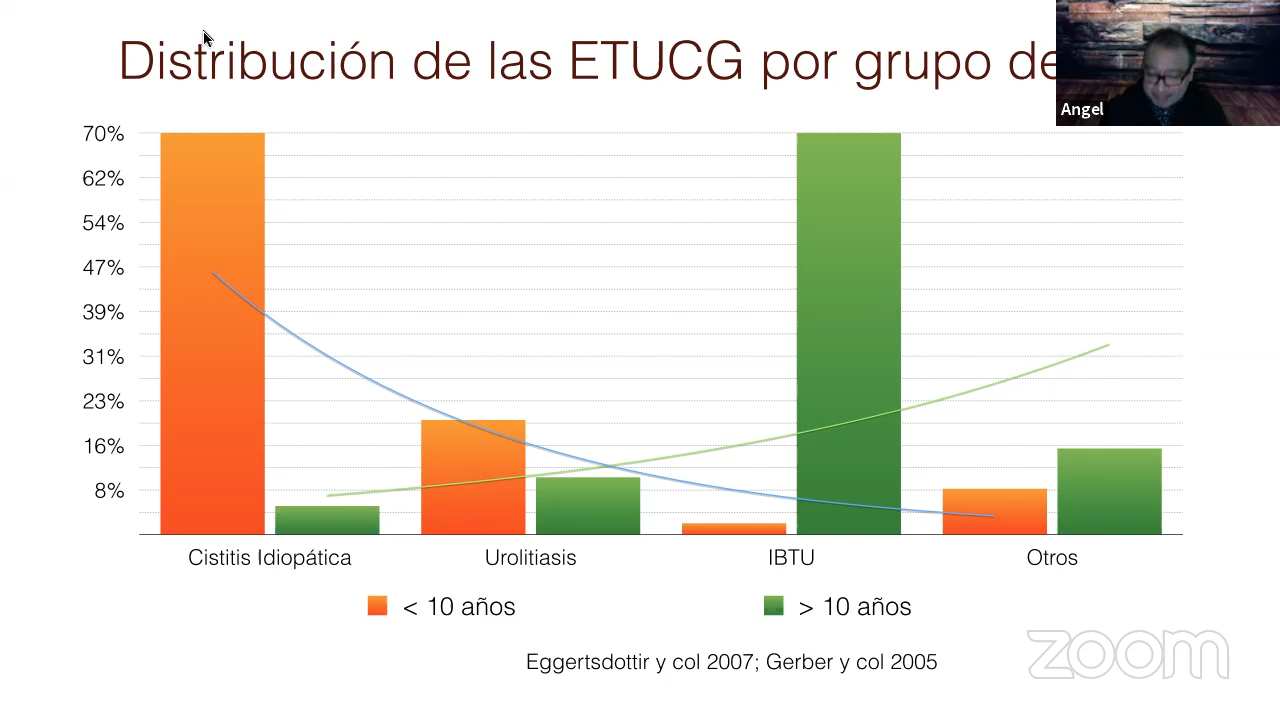 Distribución de las ETUCG por grupo de
Angel
70%
62%
54%
47%
39%
31%
23%
16%
8%
Cistitis Idiopática Urolitiasis IBTU Otros
< 10 años > 10 años
Eggertsdottir y col 2007; Gerber y col 2005
zoom